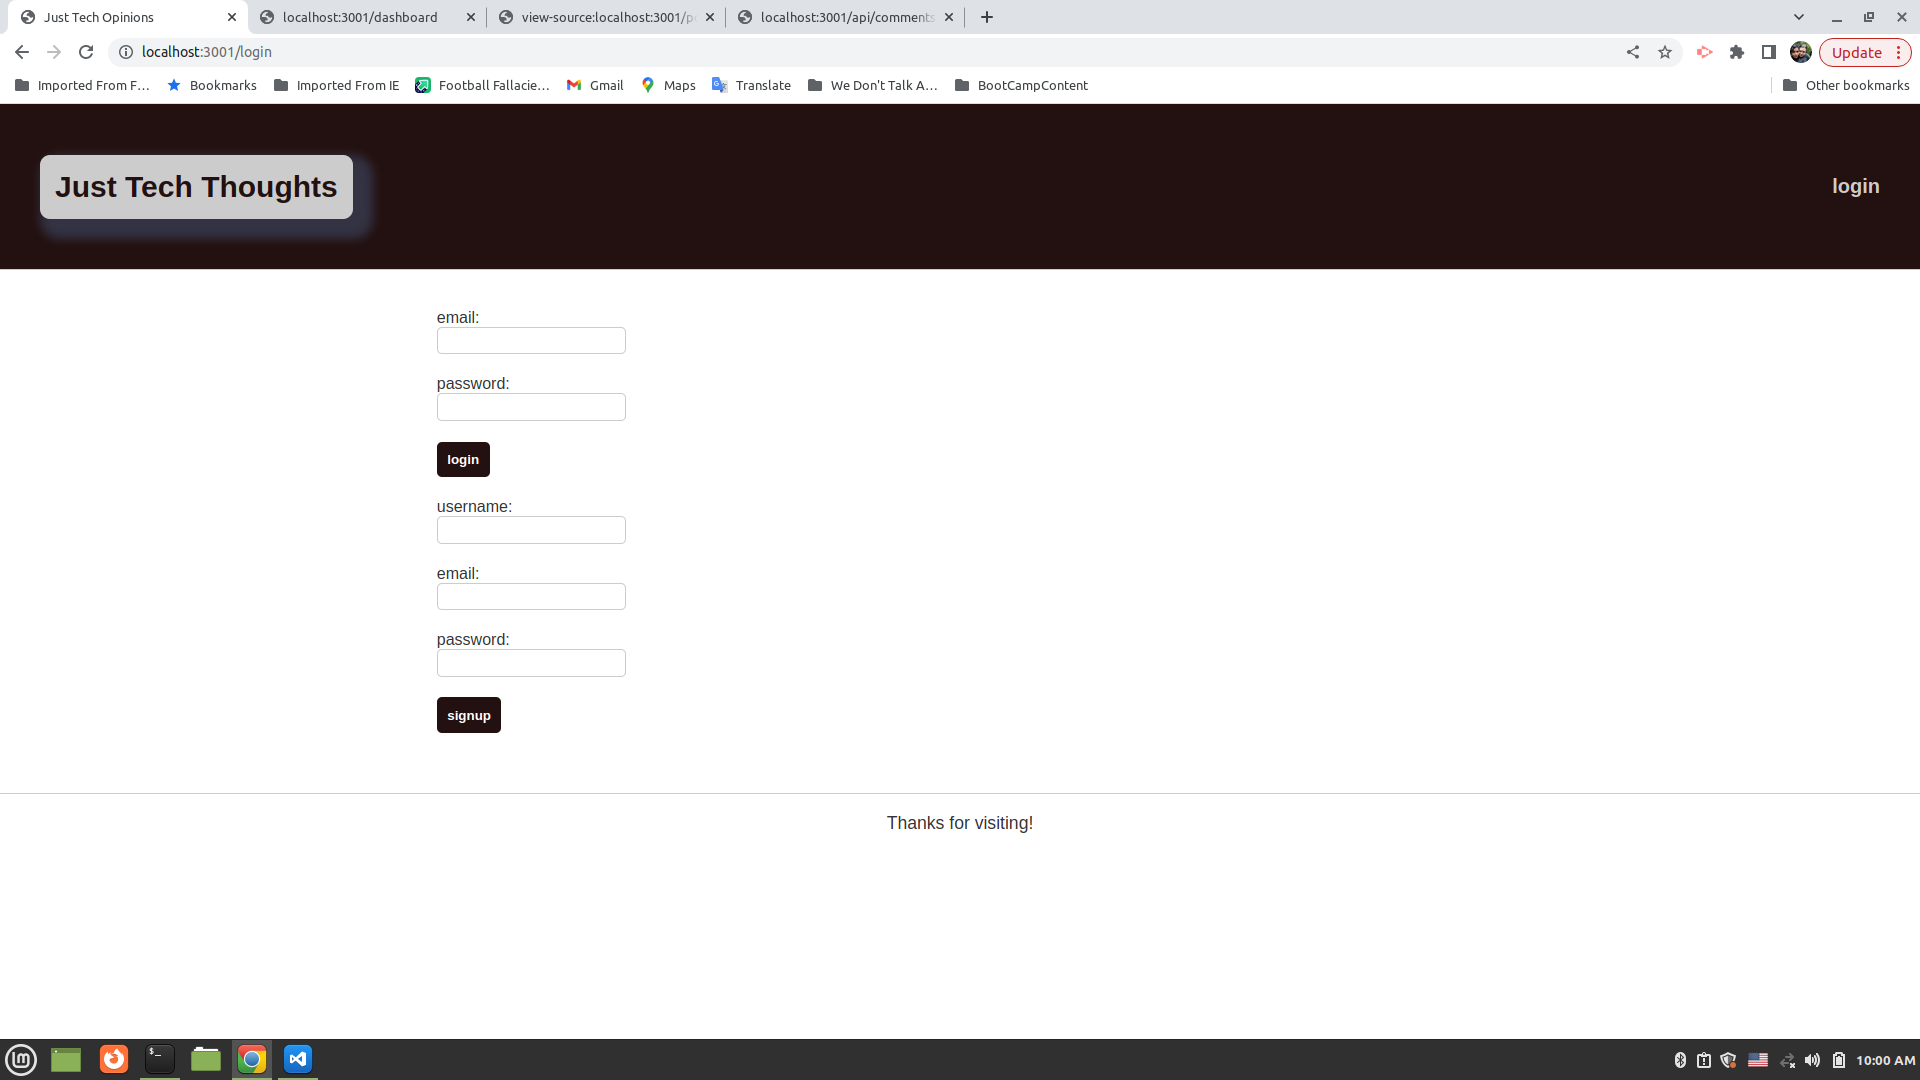 Just Tech Opinions
localhost:3001/dashboard
view-source:localhost:3001/po
localhost:3001/api/comments
localhost:3001/login
Update
Imported From F...
Bookmarks
Imported From IE
Football Fallacie...
Gmail
Maps
Translate
We Don't Talk A...
BootCampContent
Other bookmarks
Just Tech Thoughts
login
email:
password:
login
username:
email:
password:
signup
Thanks for visiting!
10:00 AM